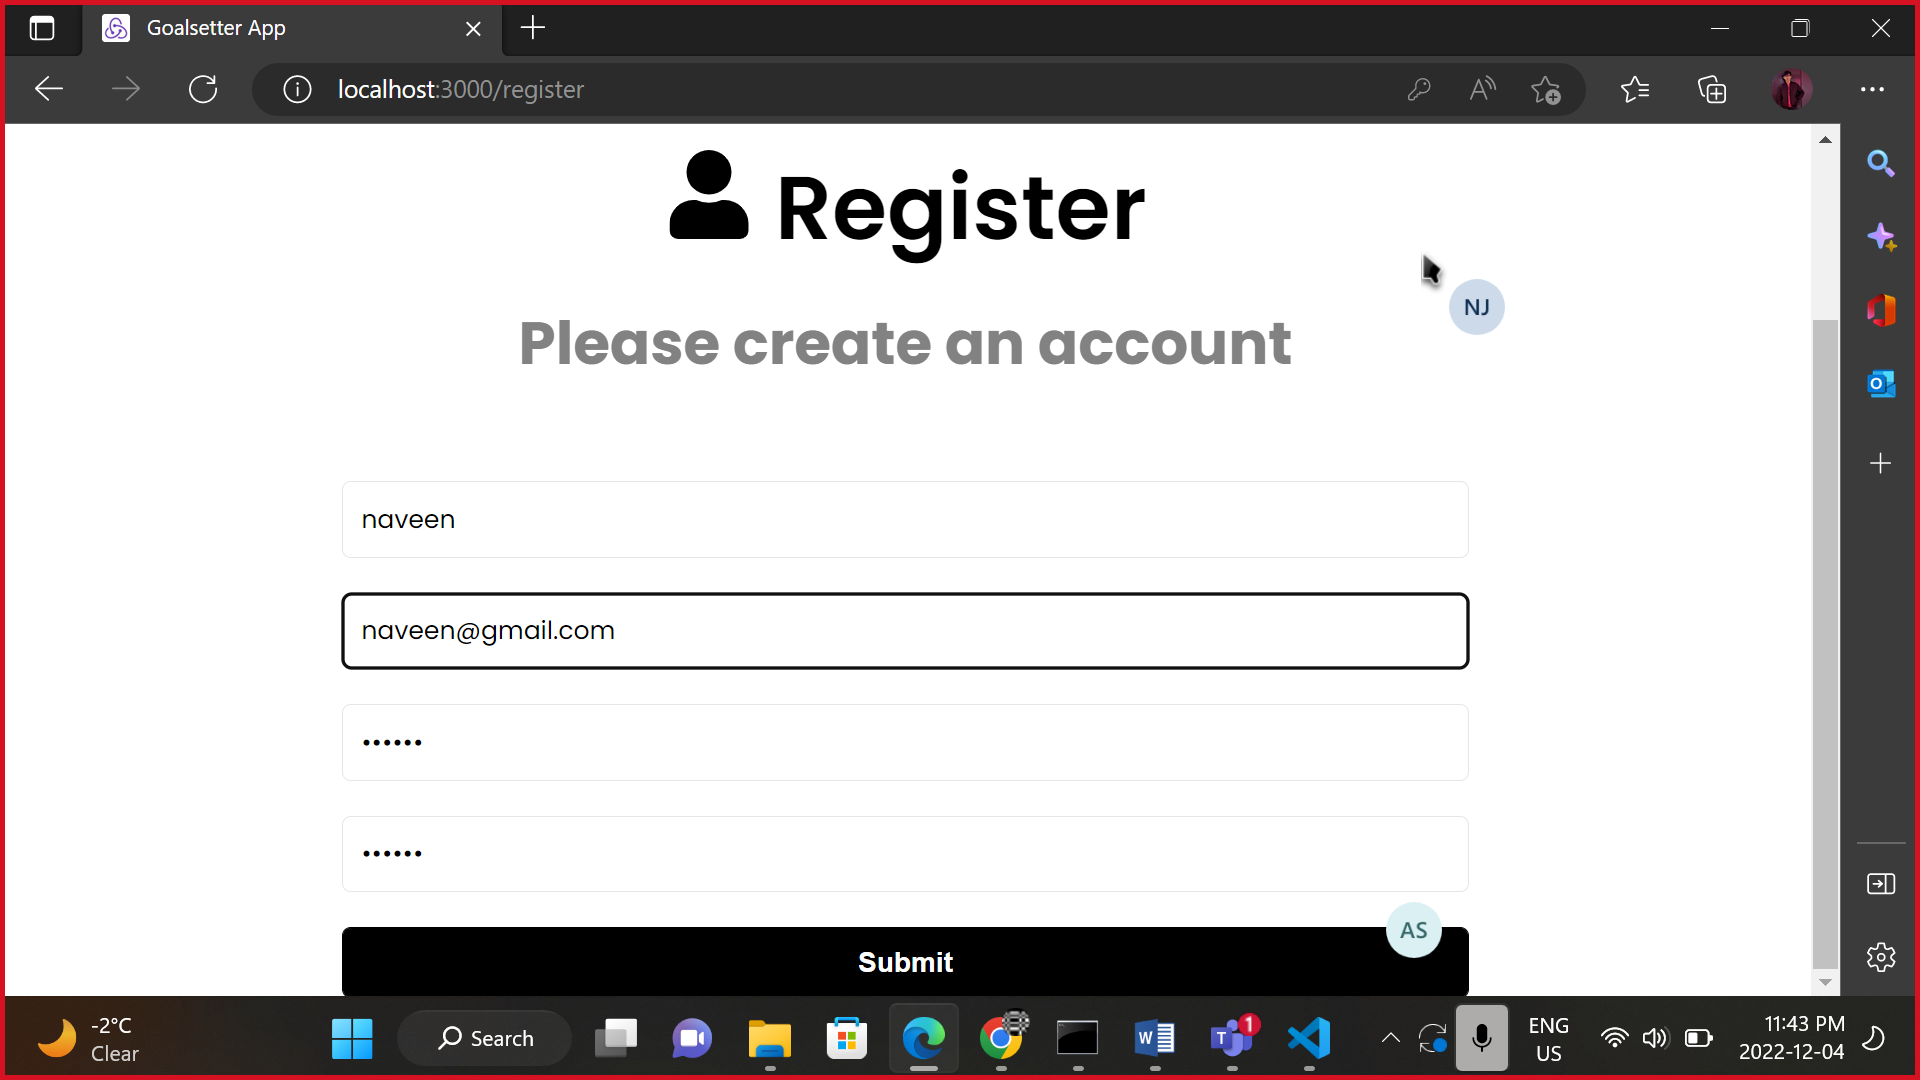 Goalsetter App
localhost:3000/register
A
Register
NJ
Please create an account
naveen
naveen@gmail.com
••••••
••••••
AS
Submit
-2°C
Clear
Search
1
ENG
US
11:43 PM
2022-12-04